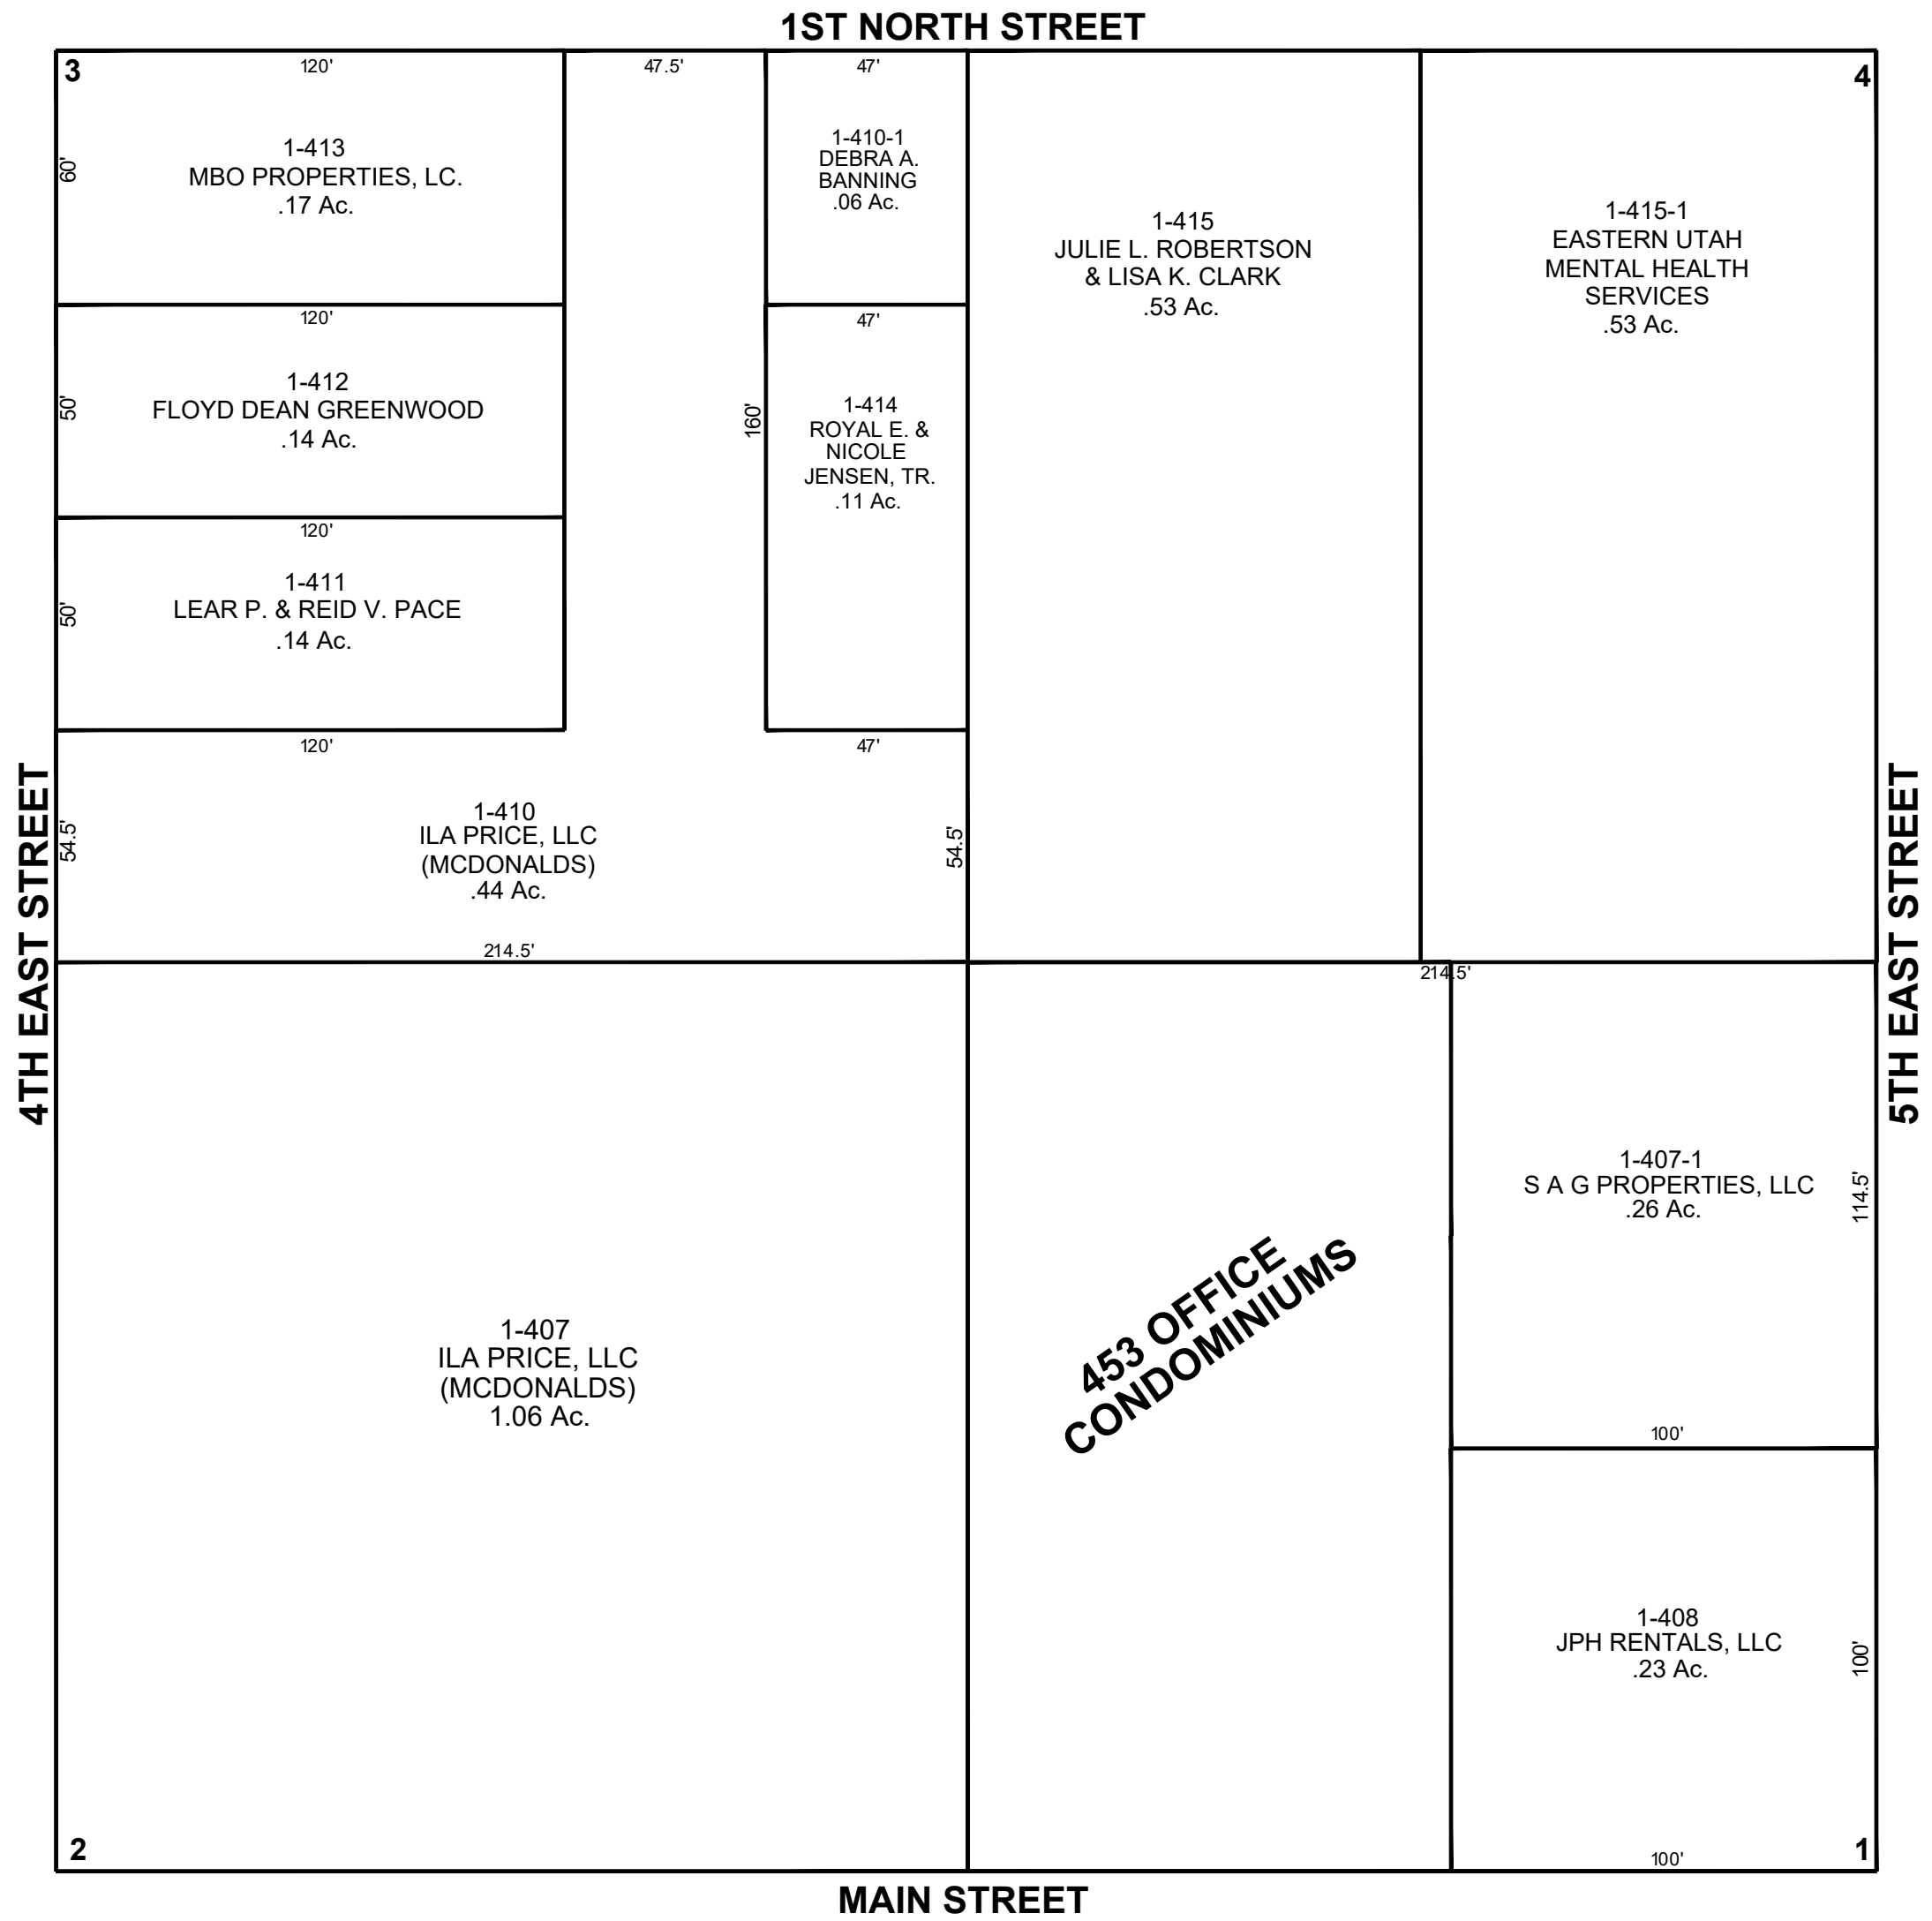 1ST NORTH STREET
3
120'
47.5'
47'
4
60'
1-413
MBO PROPERTIES, LC.
.17 Ac.
1-410-1
DEBRA A.
BANNING
.06 Ac.
1-415
JULIE L. ROBERTSON
& LISA K. CLARK
.53 Ac.
1-415-1
EASTERN UTAH
MENTAL HEALTH
SERVICES
.53 Ac.
120'
47'
50'
1-412
FLOYD DEAN GREENWOOD
.14 Ac.
160'
1-414
ROYAL E. &
NICOLE
JENSEN, TR.
.11 Ac.
120'
50'
1-411
LEAR P. & REID V. PACE
.14 Ac.
120'
47'
54.5'
1-410
ILA PRICE, LLC
(MCDONALDS)
.44 Ac.
54.5'
214.5'
214.5'
4TH EAST STREET
5TH EAST STREET
1-407-1
S A G PROPERTIES, LLC
.26 Ac.
114.5'
1-407
ILA PRICE, LLC
(MCDONALDS)
1.06 Ac.
453 OFFICE
CONDOMINIUMS
100'
1-408
JPH RENTALS, LLC
.23 Ac.
100'
2
100'
1
MAIN STREET